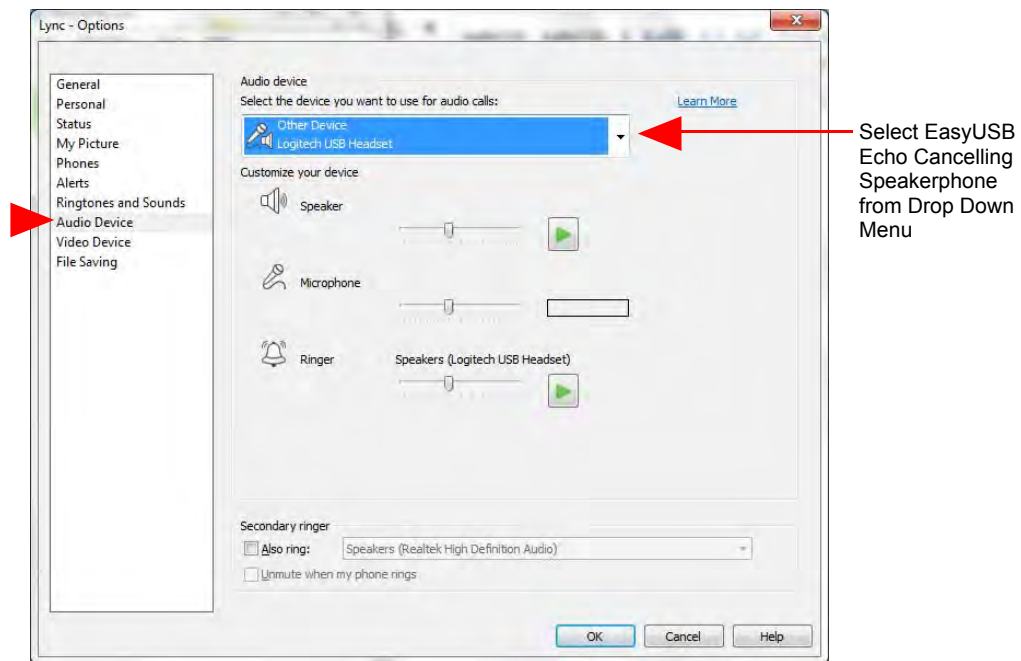 Lync - Options
General
Personal
Status
My Picture
Phones
Alerts
Ringtones and Sounds
Audio Device
Video Device
File Saving
Audio device
Select the device you want to use for audio calls:
Learn More
Other Device
Logitech USB Headset
Customize your device
Speaker
Microphone
Ringer
Speakers (Logitech USB Headset)
Secondary ringer
Also ring:
Speakers (Realtek High Definition Audio)
Unmute when my phone rings
OK
Cancel
Help
Select EasyUSB
Echo Cancelling
Speakerphone
from Drop Down
Menu